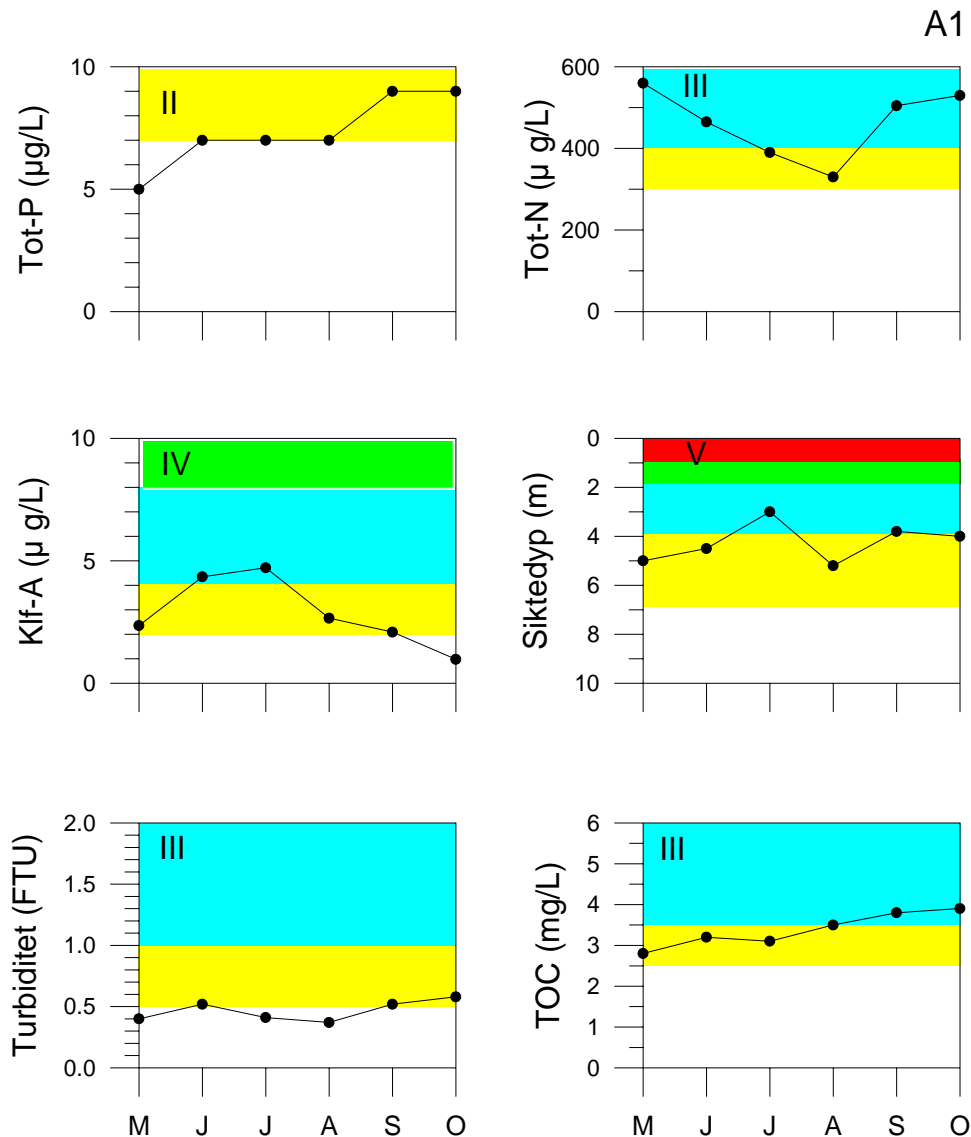 A1
Tot-P (µg/L)
10
5
0
II
Tot-N (µ g/L)
600
400
200
0
III
Klf-A (µ g/L)
10
5
0
IV
Siktedyp (m)
0
2
4
6
8
10
V
Turbiditet (FTU)
2.0
1.5
1.0
0.5
0.0
III
M J J A S O
TOC (mg/L)
6
5
4
3
2
1
0
III
M J J A S O